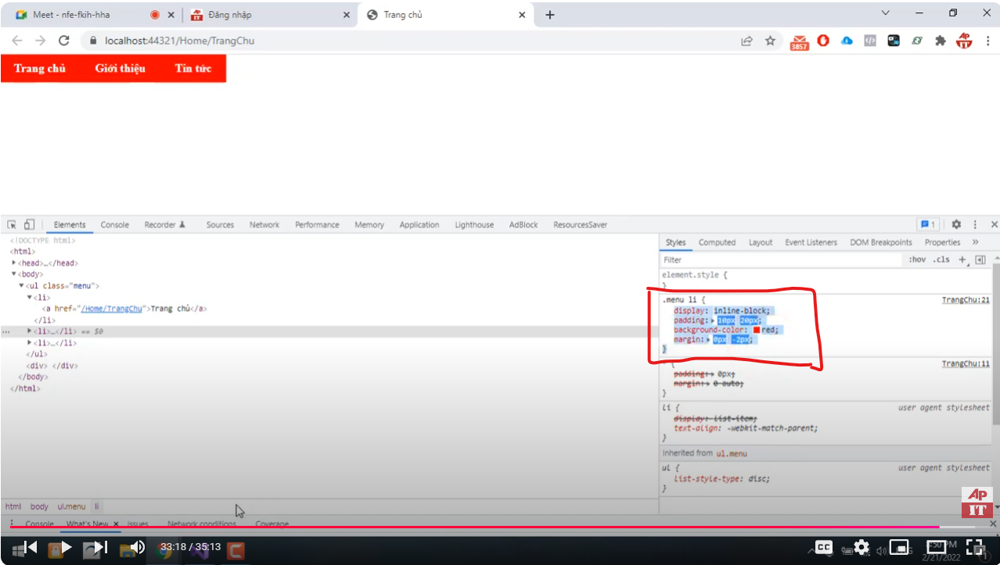 Meet - nfe-fkih-hha
Đăng nhập
Trang chủ
localhost:44321/Home/TrangChu
3857
AP
IT
Trang chủ Giới thiệu Tin tức
Elements Console Recorder Sources Network Performance Memory Application Lighthouse AdBlock ResourcesSaver 1
<!DOCTYPE html>
<html>
<head>…</head>
<body>
<ul class="menu">
<li>
<a href="/Home/TrangChu">Trang chủ</a>
</li>
<li>…</li> == $0
<li>…</li>
</ul>
<div> </div>
</body>
</html>
html body ul.menu li
Styles Computed Layout Event Listeners DOM Breakpoints Properties »
Filter :hov .cls +
element.style {
}
.menu li { TrangChu:21
display: inline-block;
padding: 10px 20px;
background-color: red;
margin: 0px -2px;
}
{ TrangChu:11
padding: 0px;
margin: 0 auto;
}
li { user agent stylesheet
display: list-item;
text-align: -webkit-match-parent;
}
Inherited from ul.menu
ul { user agent stylesheet
list-style-type: disc;
}
AP
IT
Console What's New Issues Network conditions Coverage
33:18 / 35:13
CC
PM
2/21/2022